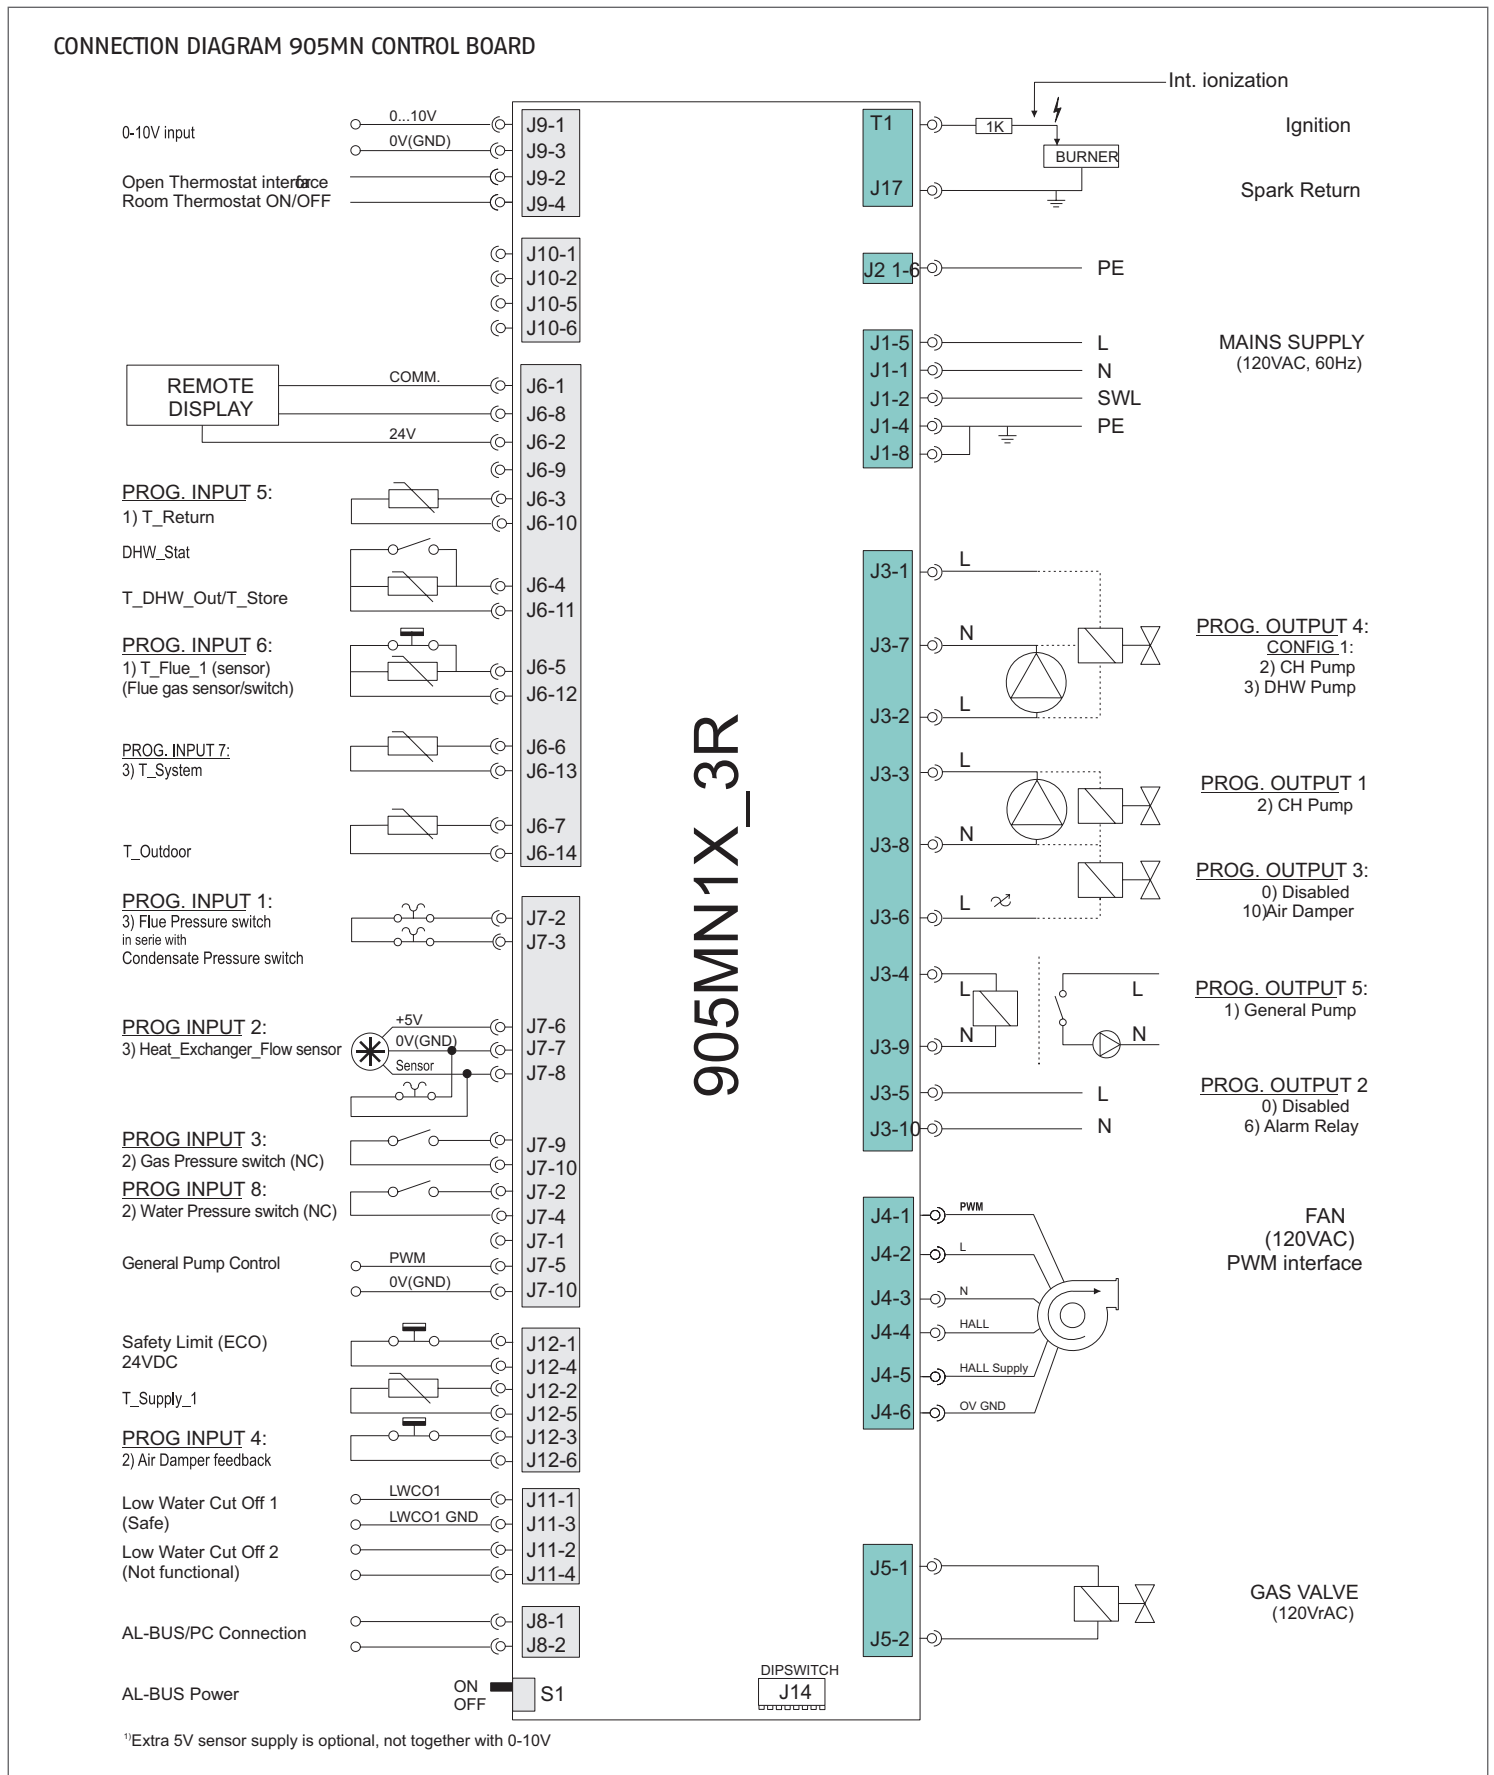 CONNECTION DIAGRAM 905MN CONTROL BOARD
0-10V input
0...10V
J9-1
0V(GND)
J9-3
Open Thermostat interface
J9-2
Room Thermostat ON/OFF
J9-4
J10-1
J10-2
J10-5
J10-6
REMOTE
DISPLAY
COMM.
J6-1
J6-8
24V
J6-2
J6-9
PROG. INPUT 5:
1) T_Return
J6-3
J6-10
DHW_Stat
T_DHW_Out/T_Store
J6-4
J6-11
PROG. INPUT 6:
1) T_Flue_1 (sensor)
(Flue gas sensor/switch)
J6-5
J6-12
PROG. INPUT 7:
3) T_System
J6-6
J6-13
T_Outdoor
J6-7
J6-14
PROG. INPUT 1:
3) Flue Pressure switch
in serie with
Condensate Pressure switch
J7-2
J7-3
PROG INPUT 2:
3) Heat_Exchanger_Flow sensor
+5V
0V(GND)
Sensor
J7-6
J7-7
J7-8
PROG INPUT 3:
2) Gas Pressure switch (NC)
J7-9
J7-10
PROG INPUT 8:
2) Water Pressure switch (NC)
J7-2
J7-4
J7-1
General Pump Control
PWM
J7-5
0V(GND)
J7-10
Safety Limit (ECO)
24VDC
J12-1
J12-4
T_Supply_1
J12-2
J12-5
PROG INPUT 4:
2) Air Damper feedback
J12-3
J12-6
Low Water Cut Off 1
(Safe)
LWCO1
J11-1
LWCO1 GND
J11-3
Low Water Cut Off 2
(Not functional)
J11-2
J11-4
AL-BUS/PC Connection
J8-1
J8-2
AL-BUS Power
ON
OFF
S1
DIPSWITCH
J14
905MN1X_3R
Int. ionization
T1
1K
Ignition
BURNER
J17
Spark Return
J2 1-6
PE
J1-5
L
MAINS SUPPLY
(120VAC, 60Hz)
J1-1
N
J1-2
SWL
J1-4
PE
J1-8
J3-1
L
J3-7
N
J3-2
L
PROG. OUTPUT 4:
CONFIG 1:
2) CH Pump
3) DHW Pump
J3-3
L
J3-8
N
PROG. OUTPUT 1
2) CH Pump
J3-6
L
PROG. OUTPUT 3:
0) Disabled
10)Air Damper
J3-4
L
J3-9
N
L
N
PROG. OUTPUT 5:
1) General Pump
J3-5
L
J3-10
N
PROG. OUTPUT 2
0) Disabled
6) Alarm Relay
J4-1
PWM
J4-2
L
J4-3
N
J4-4
HALL
J4-5
HALL Supply
J4-6
OV GND
FAN
(120VAC)
PWM interface
J5-1
J5-2
GAS VALVE
(120VrAC)
1)Extra 5V sensor supply is optional, not together with 0-10V